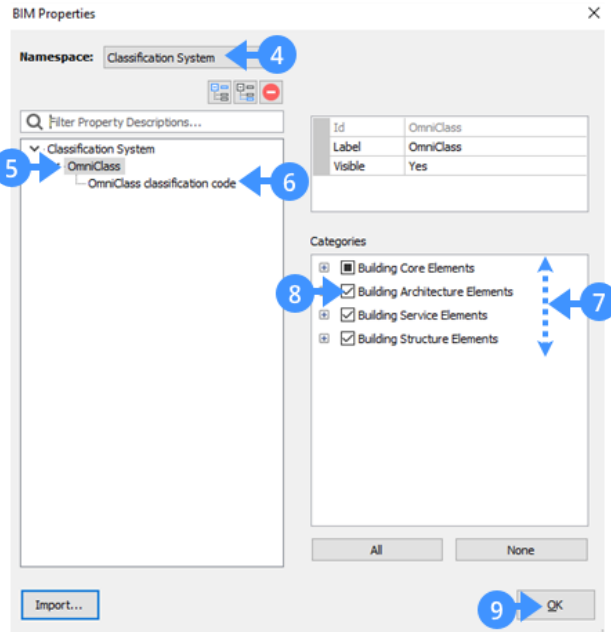 BIM Properties
Namespace: Classification System 4
Filter Property Descriptions...
Classification System
5 OmniClass
OmniClass classification code 6
Id OmniClass
Label OmniClass
Visible Yes
Categories
Building Core Elements
8 Building Architecture Elements 7
Building Service Elements
Building Structure Elements
All None
Import... 9 OK